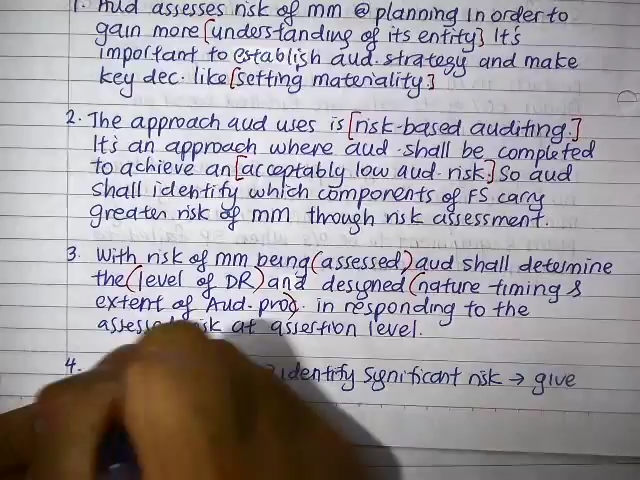 1. Aud assesses risk of mm @ planning in order to
gain more [understanding of its entity] It's
important to establish aud. strategy and make
key dec. like [setting materiality.]
2. The approach aud uses is [risk-based auditing.]
It's an approach where aud shall be completed
to achieve an [acceptably low aud. risk.] So aud
shall identify which components of FS carry
greater risk of mm through risk assessment.
3. With risk of mm being (assessed) aud shall determine
the (level of DR) and designed (nature timing &
extent of Aud. proc). in responding to the
assessed risk at assertion level.
4. identify significant risk → give